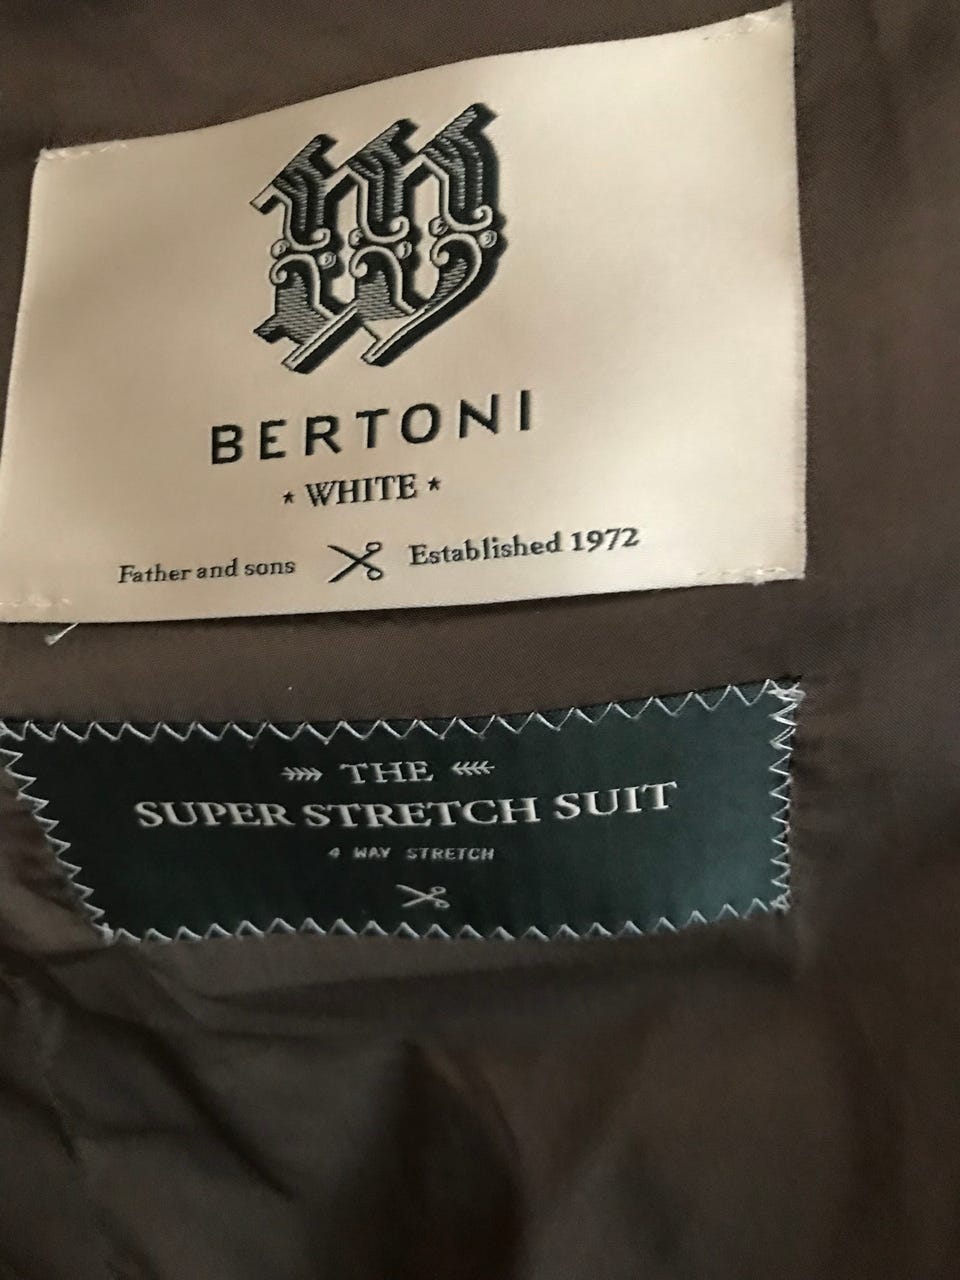 W
BERTONI
* WHITE *
Father and sons Established 1972
THE
SUPER STRETCH SUIT
4 WAY STRETCH